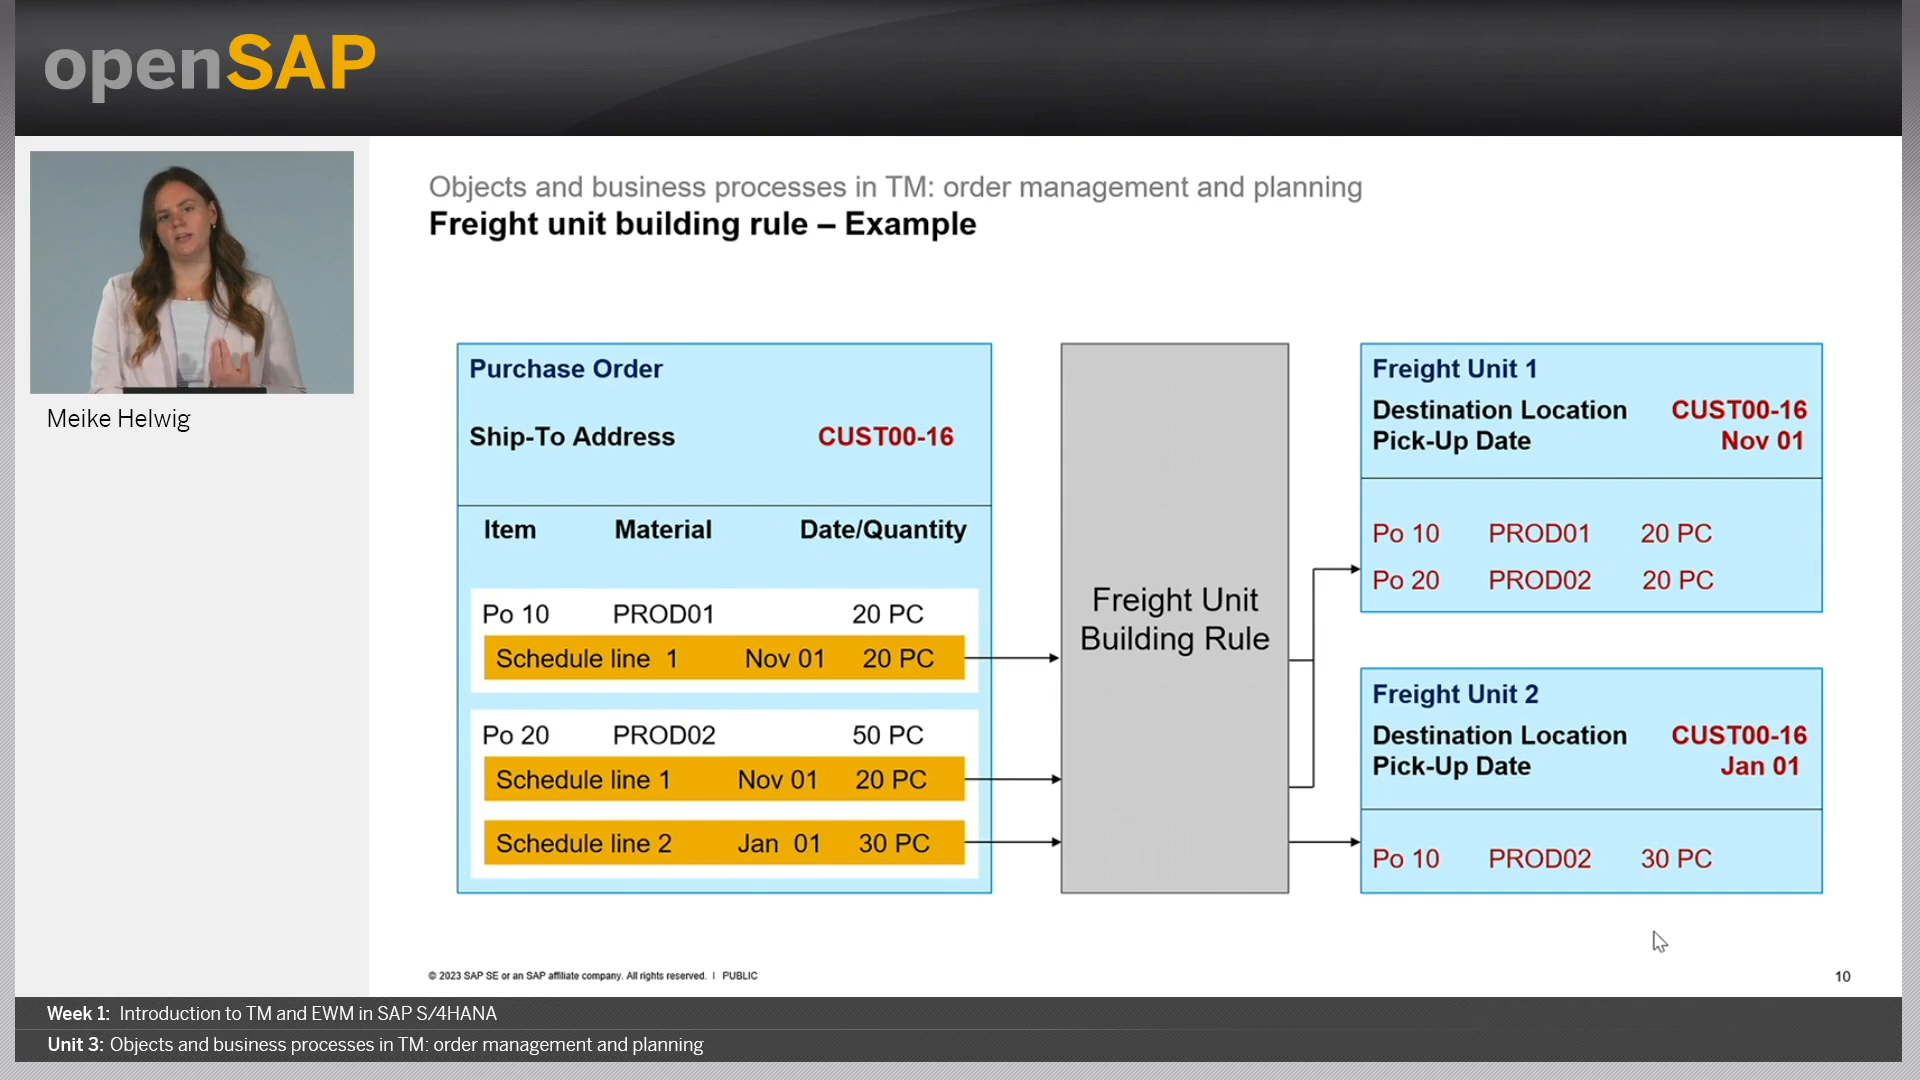 openSAP
Meike Helwig
Objects and business processes in TM: order management and planning
Freight unit building rule – Example
Purchase Order
Ship-To Address CUST00-16
Item Material Date/Quantity
Po 10 PROD01 20 PC
Schedule line 1 Nov 01 20 PC
Po 20 PROD02 50 PC
Schedule line 1 Nov 01 20 PC
Schedule line 2 Jan 01 30 PC
Freight Unit
Building Rule
Freight Unit 1
Destination Location CUST00-16
Pick-Up Date Nov 01
Po 10 PROD01 20 PC
Po 20 PROD02 20 PC
Freight Unit 2
Destination Location CUST00-16
Pick-Up Date Jan 01
Po 10 PROD02 30 PC
© 2023 SAP SE or an SAP affiliate company. All rights reserved. I PUBLIC
10
Week 1: Introduction to TM and EWM in SAP S/4HANA
Unit 3: Objects and business processes in TM: order management and planning